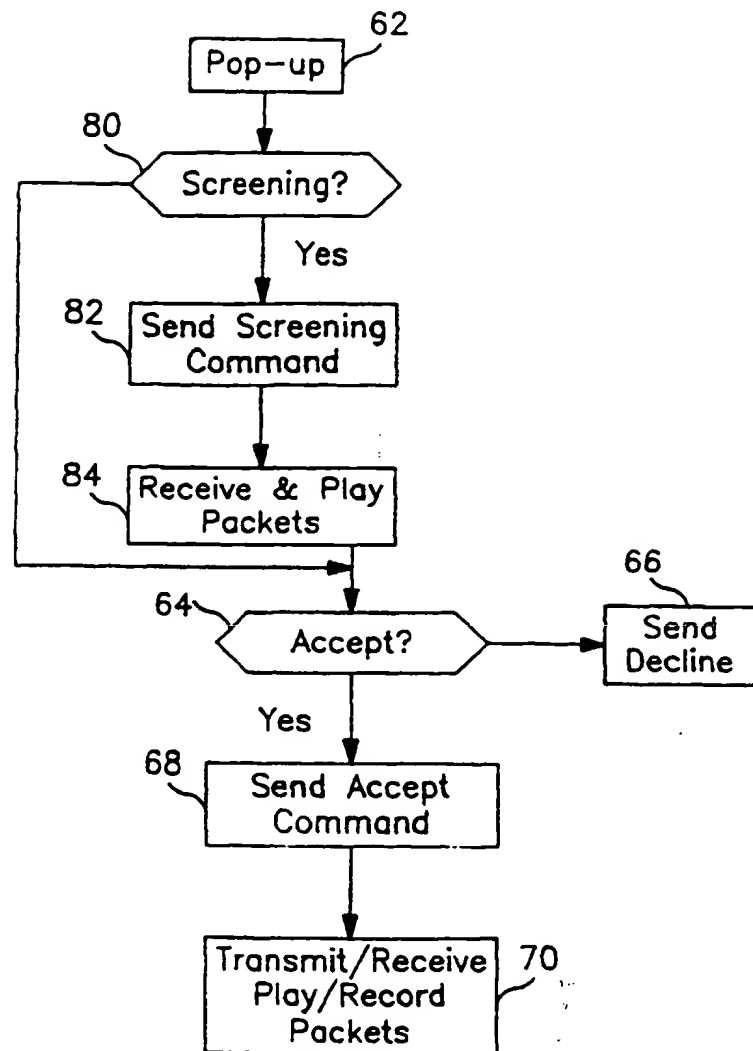 62
Pop-up
80
Screening?
Yes
82
Send Screening
Command
84
Receive & Play
Packets
66
64
Accept?
Send
Decline
Yes
68
Send Accept
Command
Transmit/Receive
70
Play/Record
Packets